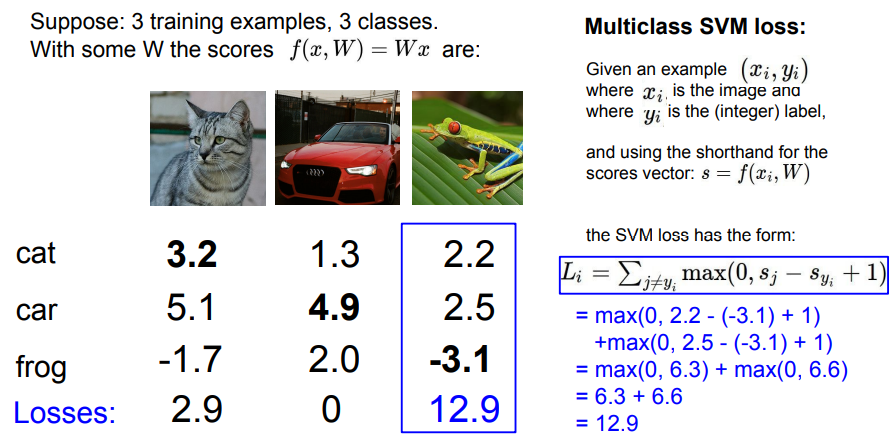 Suppose: 3 training examples, 3 classes.
With some W the scores f(x, W) = Wx are:
cat 3.2 1.3 2.2
car 5.1 4.9 2.5
frog -1.7 2.0 -3.1
Losses: 2.9 0 12.9
Multiclass SVM loss:
Given an example (x_i, y_i)
where x_i is the image and
where y_i is the (integer) label,
and using the shorthand for the
scores vector: s = f(x_i, W)
the SVM loss has the form:
L_i = ∑_{j≠y_i} max(0, s_j − s_{y_i} + 1)
= max(0, 2.2 - (-3.1) + 1)
+max(0, 2.5 - (-3.1) + 1)
= max(0, 6.3) + max(0, 6.6)
= 6.3 + 6.6
= 12.9